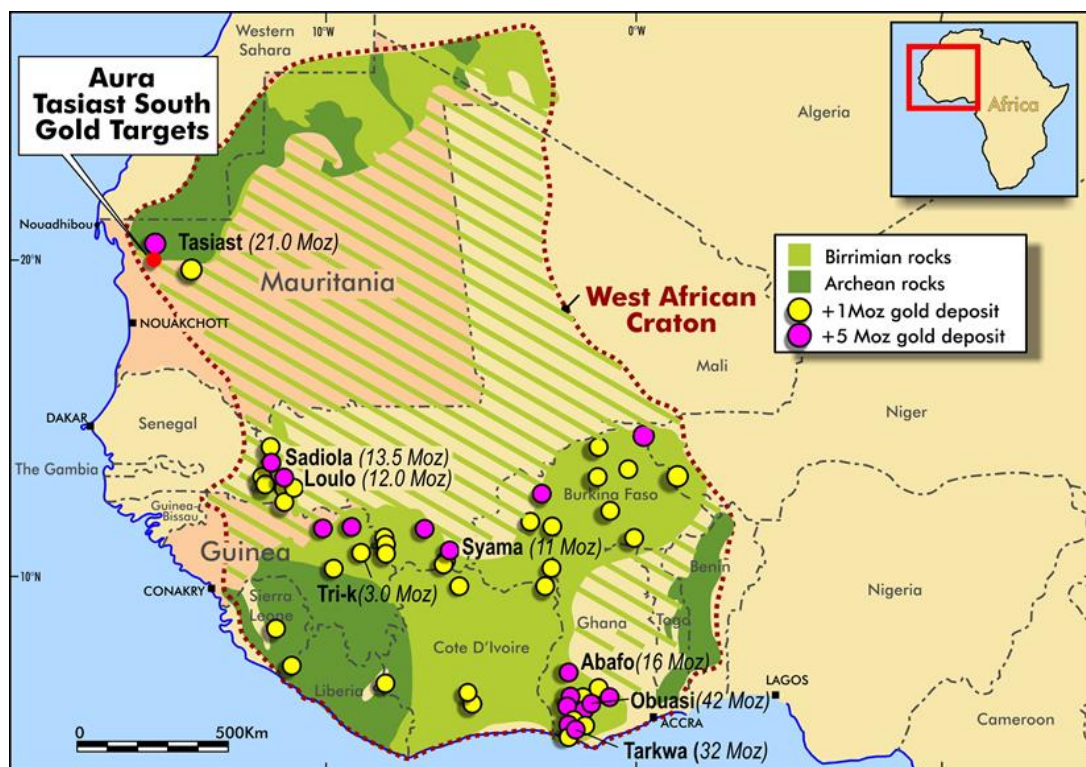 10°W
0°W
Western
Sahara
Aura
Tasiast South
Gold Targets
Algeria
Africa
Nouadhibou
Tasiast (21.0 Moz)
20°N
Mauritania
NOUAKCHOTT
West African
Craton
Birrimian rocks
Archean rocks
+1Moz gold deposit
+5 Moz gold deposit
Mali
Niger
DAKAR
Senegal
The Gambia
Sadiola (13.5 Moz)
Loulo (12.0 Moz)
Guinea-
Bissau
Burkina Faso
Guinea
Syama (11 Moz)
10°N
Benin
CONAKRY
Tri-k(3.0 Moz)
Sierra
Leone
Nigeria
Ghana
Togo
Cote D'Ivoire
Abafo(16 Moz)
Liberia
Obuasi(42 Moz)
LAGOS
ACCRA
Cameroon
Tarkwa (32 Moz)
0
500Km